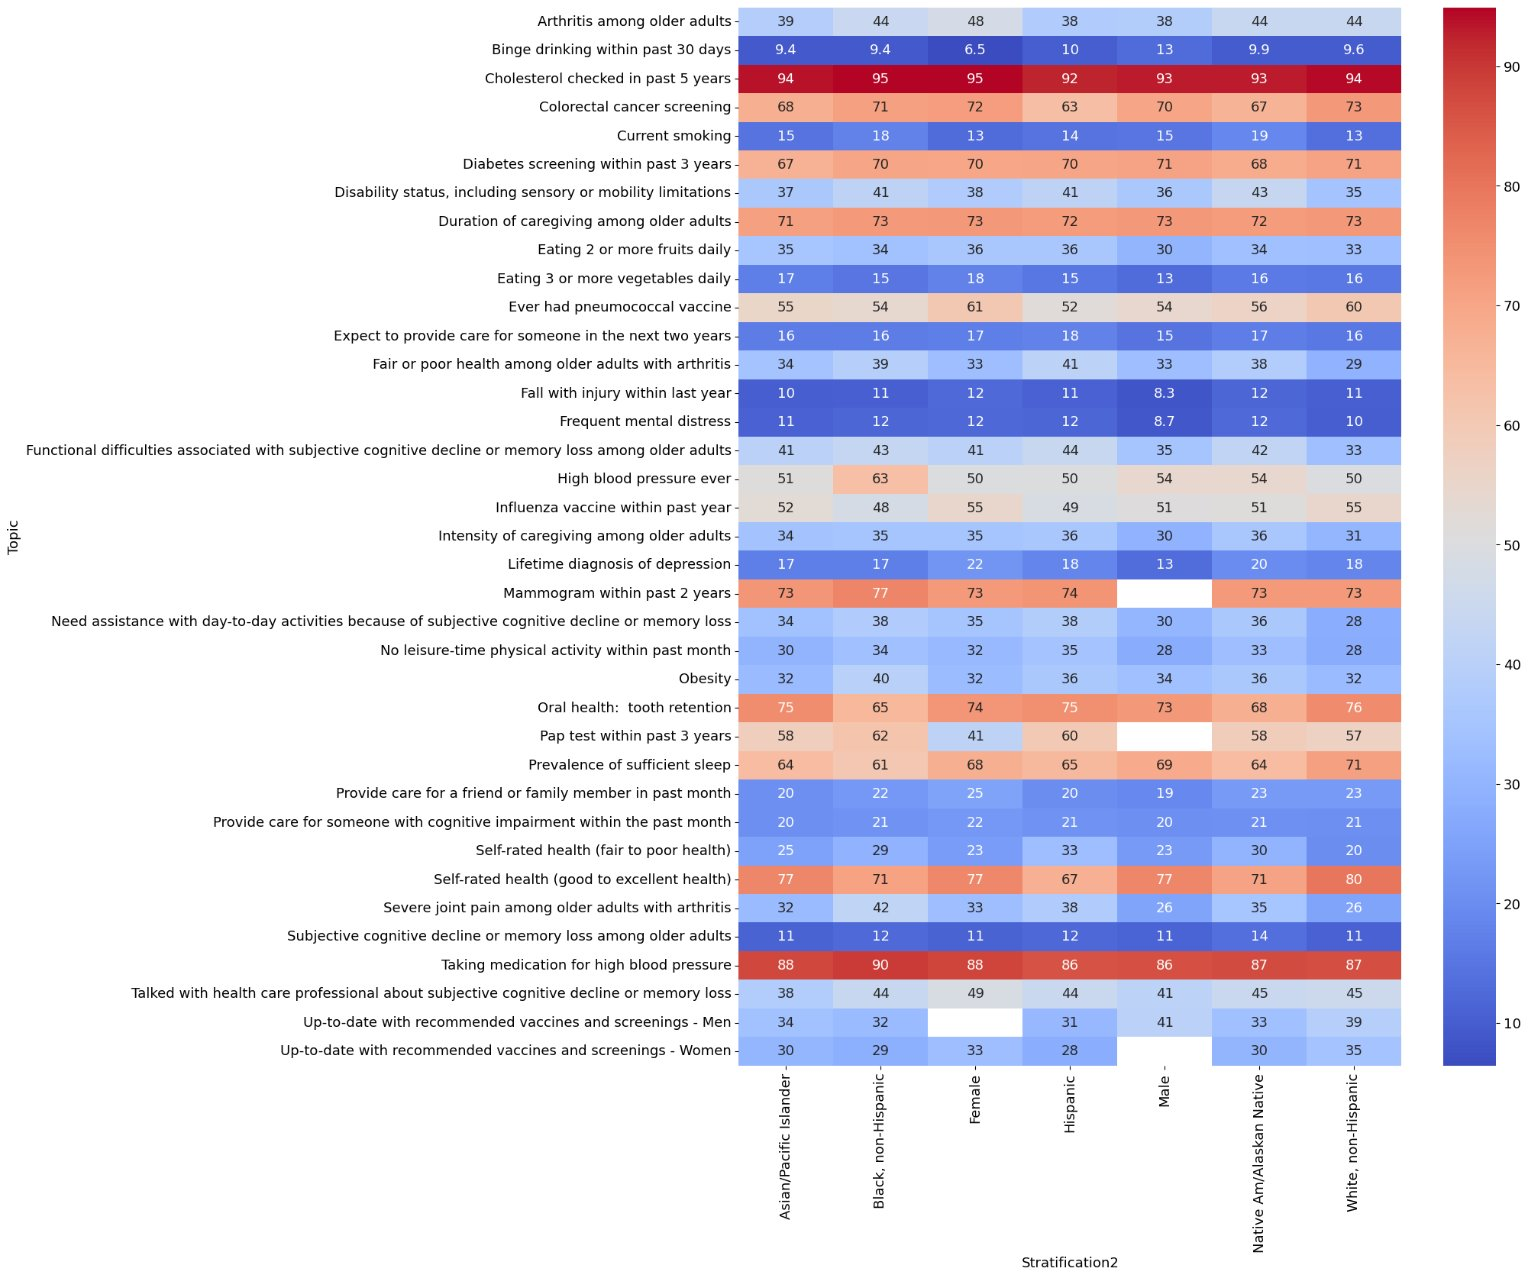 Arthritis among older adults 39 44 48 38 38 44 44
Binge drinking within past 30 days 9.4 9.4 6.5 10 13 9.9 9.6
Cholesterol checked in past 5 years 94 95 95 92 93 93 94
90
Colorectal cancer screening 68 71 72 63 70 67 73
Current smoking 15 18 13 14 15 19 13
Diabetes screening within past 3 years 67 70 70 70 71 68 71
80
Disability status, including sensory or mobility limitations 37 41 38 41 36 43 35
Duration of caregiving among older adults 71 73 73 72 73 72 73
Eating 2 or more fruits daily 35 34 36 36 30 34 33
Eating 3 or more vegetables daily 17 15 18 15 13 16 16
70
Ever had pneumococcal vaccine 55 54 61 52 54 56 60
Expect to provide care for someone in the next two years 16 16 17 18 15 17 16
Fair or poor health among older adults with arthritis 34 39 33 41 33 38 29
Fall with injury within last year 10 11 12 11 8.3 12 11
60
Frequent mental distress 11 12 12 12 8.7 12 10
Functional difficulties associated with subjective cognitive decline or memory loss among older adults 41 43 41 44 35 42 33
High blood pressure ever 51 63 50 50 54 54 50
Influenza vaccine within past year 52 48 55 49 51 51 55
Topic
Intensity of caregiving among older adults 34 35 35 36 30 36 31
50
Lifetime diagnosis of depression 17 17 22 18 13 20 18
Mammogram within past 2 years 73 77 73 74 73 73
Need assistance with day-to-day activities because of subjective cognitive decline or memory loss 34 38 35 38 30 36 28
No leisure-time physical activity within past month 30 34 32 35 28 33 28
40
Obesity 32 40 32 36 34 36 32
Oral health:  tooth retention 75 65 74 75 73 68 76
Pap test within past 3 years 58 62 41 60 58 57
Prevalence of sufficient sleep 64 61 68 65 69 64 71
30
Provide care for a friend or family member in past month 20 22 25 20 19 23 23
Provide care for someone with cognitive impairment within the past month 20 21 22 21 20 21 21
Self-rated health (fair to poor health) 25 29 23 33 23 30 20
Self-rated health (good to excellent health) 77 71 77 67 77 71 80
20
Severe joint pain among older adults with arthritis 32 42 33 38 26 35 26
Subjective cognitive decline or memory loss among older adults 11 12 11 12 11 14 11
Taking medication for high blood pressure 88 90 88 86 86 87 87
Talked with health care professional about subjective cognitive decline or memory loss 38 44 49 44 41 45 45
Up-to-date with recommended vaccines and screenings - Men 34 32 31 41 33 39
10
Up-to-date with recommended vaccines and screenings - Women 30 29 33 28 30 35
Asian/Pacific Islander
Black, non-Hispanic
Female
Hispanic
Male
Native Am/Alaskan Native
White, non-Hispanic
Stratification2